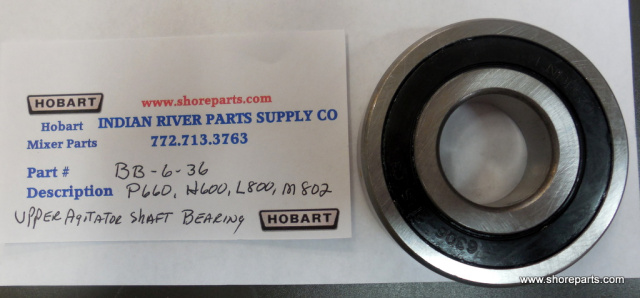 HOBART
www.shoreparts.com
Hobart INDIAN RIVER PARTS SUPPLY CO
Mixer Parts 772.713.3763
Part # BB-6-36
Description P660, H600, L800, M802
UPPER AgITATOR SHAFT BEARING HOBART
www.shoreparts.com